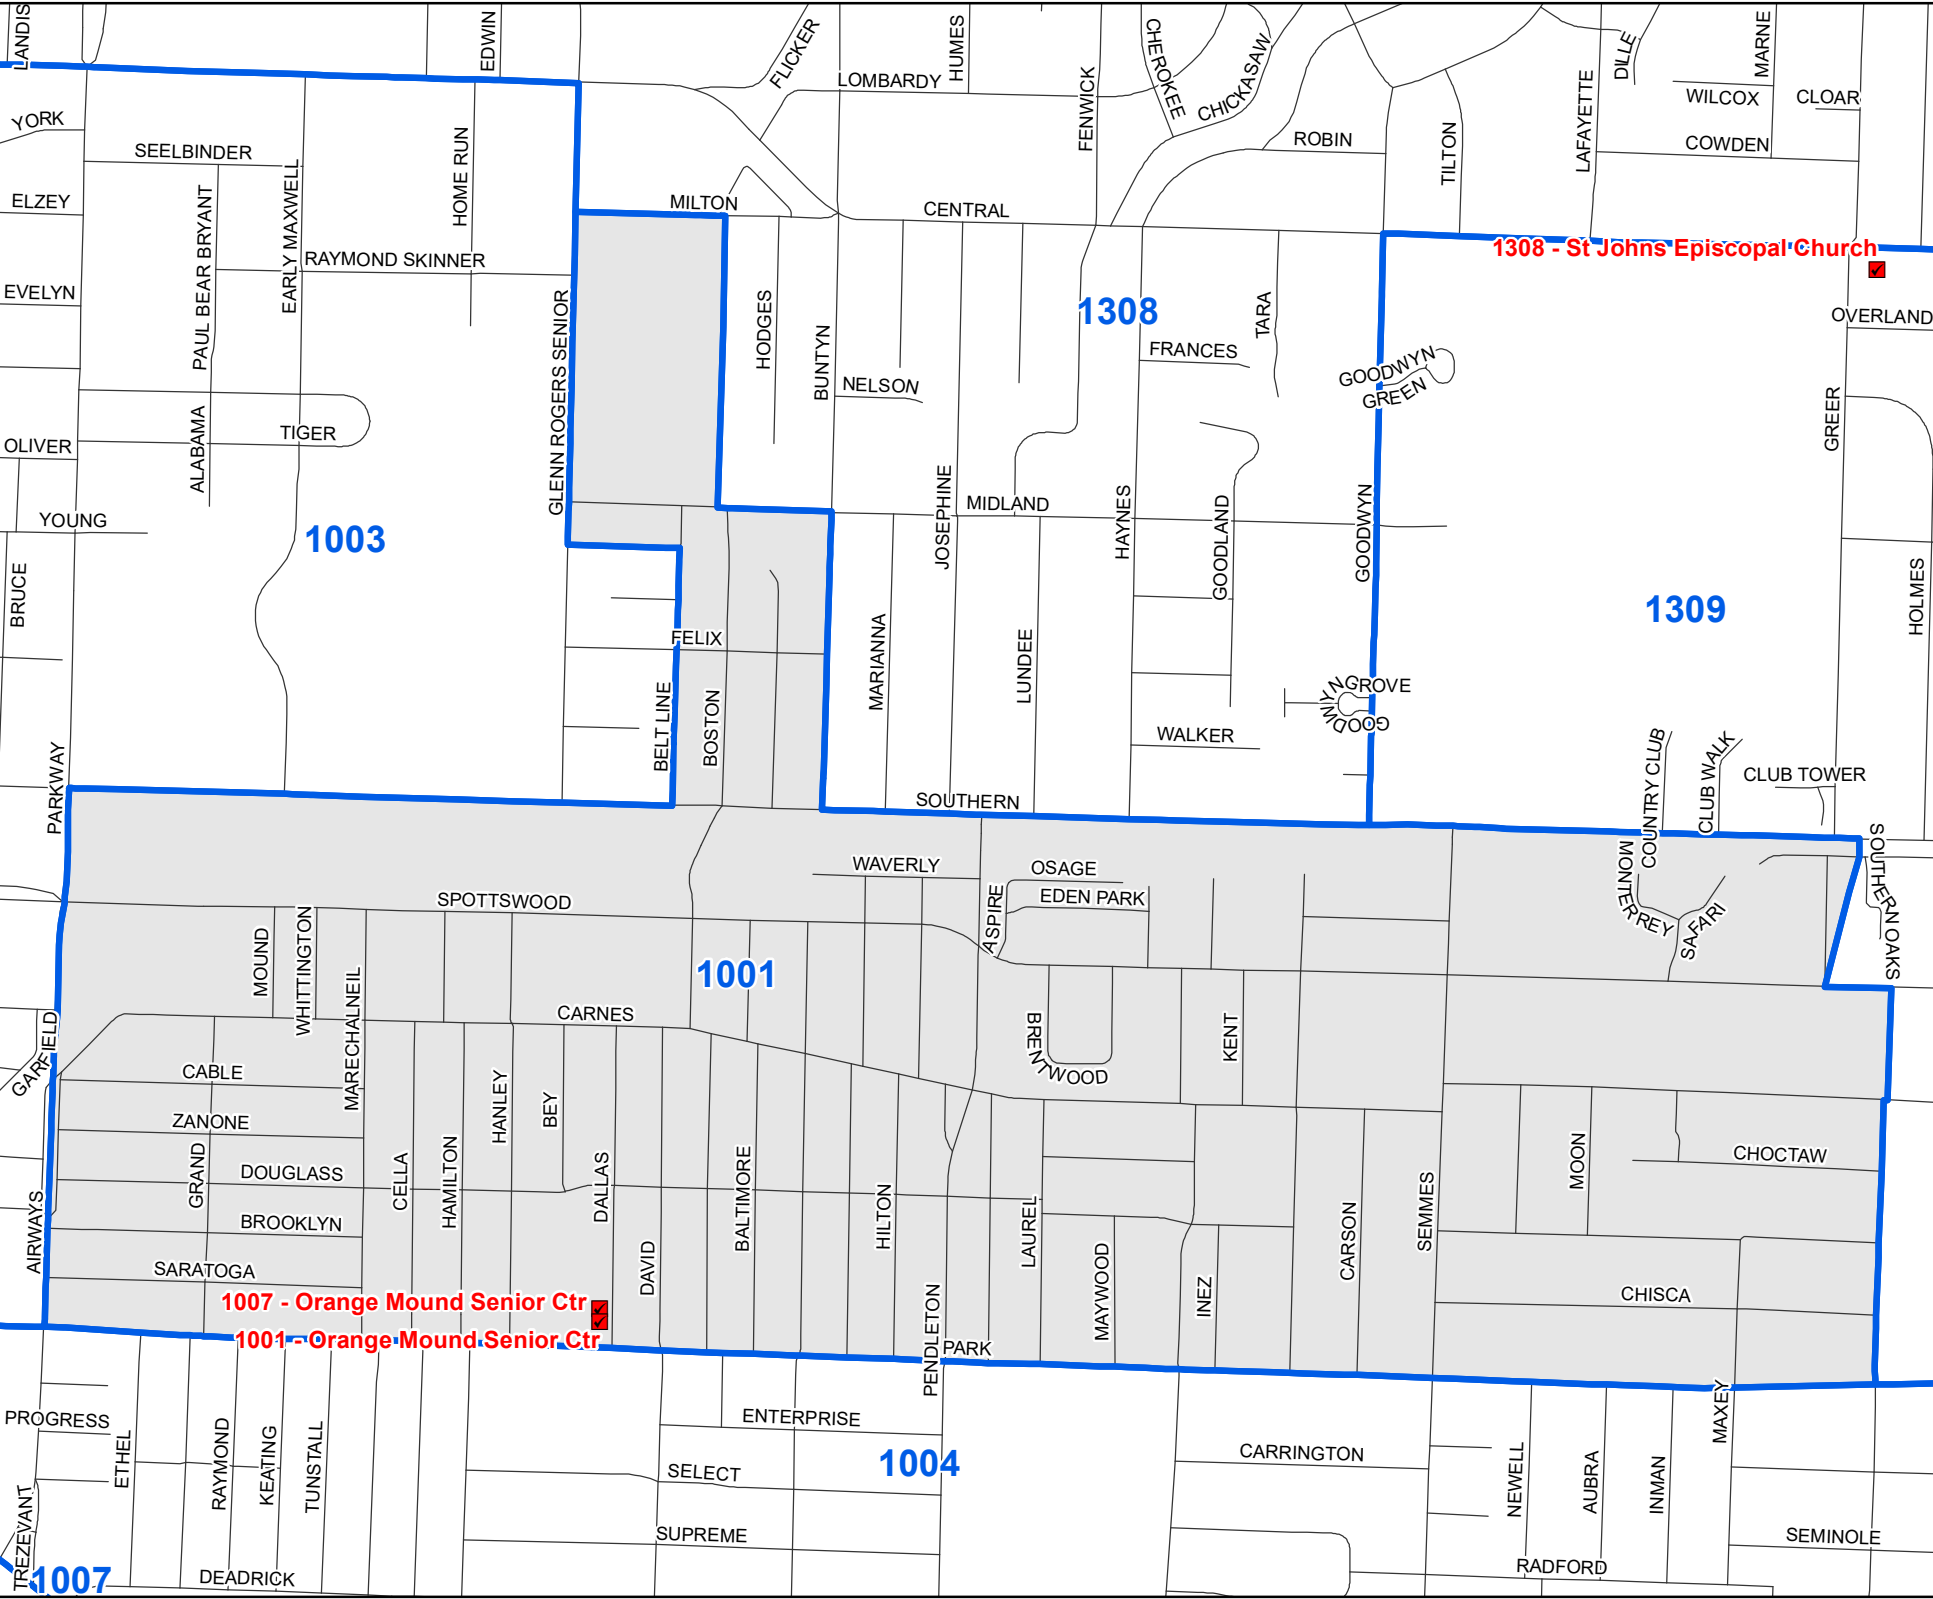 LANDIS
EDWIN
FLICKER
LOMBARDY
HUMES
FENWICK
CHEROKEE
CHICKASAW
LAFAYETTE
DILLE
MARNE
WILCOX
CLOAR
YORK
SEELBINDER
HOME RUN
ROBIN
TILTON
COWDEN
ELZEY
PAUL BEAR BRYANT
EARLY MAXWELL
MILTON
CENTRAL
RAYMOND SKINNER
1308 - St Johns Episcopal Church
EVELYN
GLENN ROGERS SENIOR
HODGES
BUNTYN
1308
TARA
OVERLAND
FRANCES
GOODWYN
GREEN
NELSON
GREER
OLIVER
ALABAMA
TIGER
JOSEPHINE
MIDLAND
HAYNES
GOODLAND
GOODWYN
YOUNG
1003
BRUCE
1309
HOLMES
FELIX
MARIANNA
LUNDEE
BELT LINE
BOSTON
GOODWYN GROVE
WALKER
PARKWAY
COUNTRY CLUB
CLUB WALK
CLUB TOWER
SOUTHERN
WAVERLY
OSAGE
EDEN PARK
ASPIRE
MONTERREY
SAFARI
SOUTHERN OAKS
SPOTTSWOOD
MOUND
WHITTINGTON
MARECHALNEIL
1001
CARNES
BRENTWOOD
KENT
GARFIELD
CABLE
HANLEY
BEY
ZANONE
GRAND
DOUGLASS
CELLA
HAMILTON
DALLAS
BALTIMORE
HILTON
LAUREL
CARSON
SEMMES
MOON
CHOCTAW
AIRWAYS
BROOKLYN
DAVID
MAYWOOD
INEZ
SARATOGA
CHISCA
1007 - Orange Mound Senior Ctr
1001 - Orange Mound Senior Ctr
PENDLETON
PARK
PROGRESS
ETHEL
RAYMOND
KEATING
TUNSTALL
ENTERPRISE
1004
SELECT
CARRINGTON
NEWELL
AUBRA
INMAN
MAXEY
TREZEVANT
SUPREME
SEMINOLE
1007
DEADRICK
RADFORD